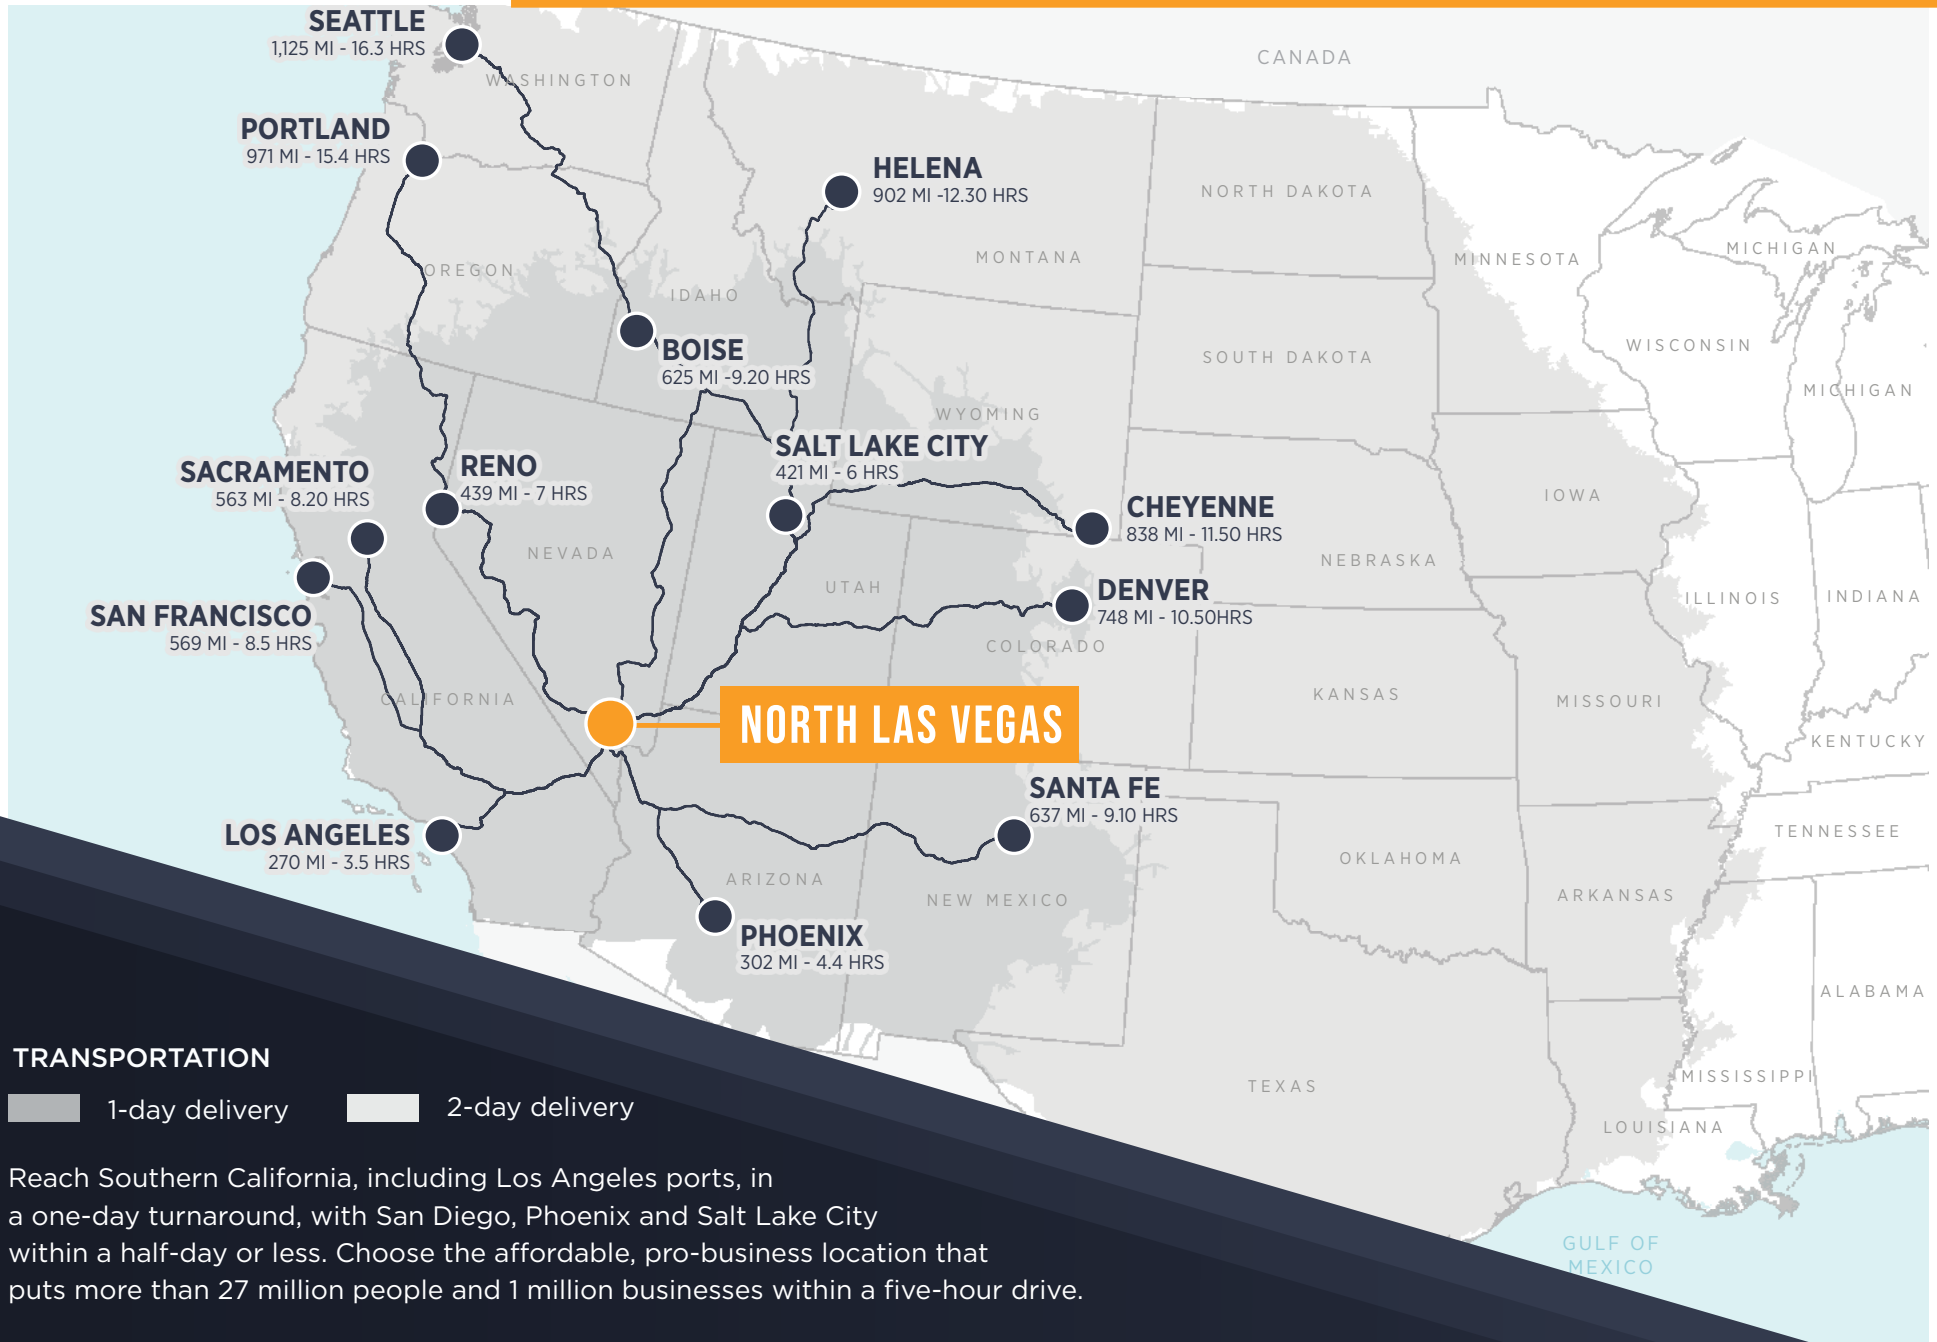 SEATTLE
1,125 MI - 16.3 HRS
CANADA
WASHINGTON
PORTLAND
971 MI - 15.4 HRS
HELENA
902 MI -12.30 HRS
NORTH DAKOTA
MONTANA
MINNESOTA
MICHIGAN
OREGON
IDAHO
BOISE
625 MI -9.20 HRS
SOUTH DAKOTA
WISCONSIN
MICHIGAN
WYOMING
SALT LAKE CITY
421 MI - 6 HRS
SACRAMENTO
563 MI - 8.20 HRS
RENO
439 MI - 7 HRS
IOWA
CHEYENNE
838 MI - 11.50 HRS
NEVADA
NEBRASKA
UTAH
DENVER
748 MI - 10.50HRS
ILLINOIS
INDIANA
SAN FRANCISCO
569 MI - 8.5 HRS
COLORADO
CALIFORNIA
KANSAS
MISSOURI
NORTH LAS VEGAS
KENTUCKY
SANTA FE
637 MI - 9.10 HRS
TENNESSEE
LOS ANGELES
270 MI - 3.5 HRS
OKLAHOMA
ARIZONA
NEW MEXICO
ARKANSAS
PHOENIX
302 MI - 4.4 HRS
ALABAMA
TEXAS
MISSISSIPPI
LOUISIANA
GULF OF
MEXICO
TRANSPORTATION
1-day delivery
2-day delivery
Reach Southern California, including Los Angeles ports, in
a one-day turnaround, with San Diego, Phoenix and Salt Lake City
within a half-day or less. Choose the affordable, pro-business location that
puts more than 27 million people and 1 million businesses within a five-hour drive.